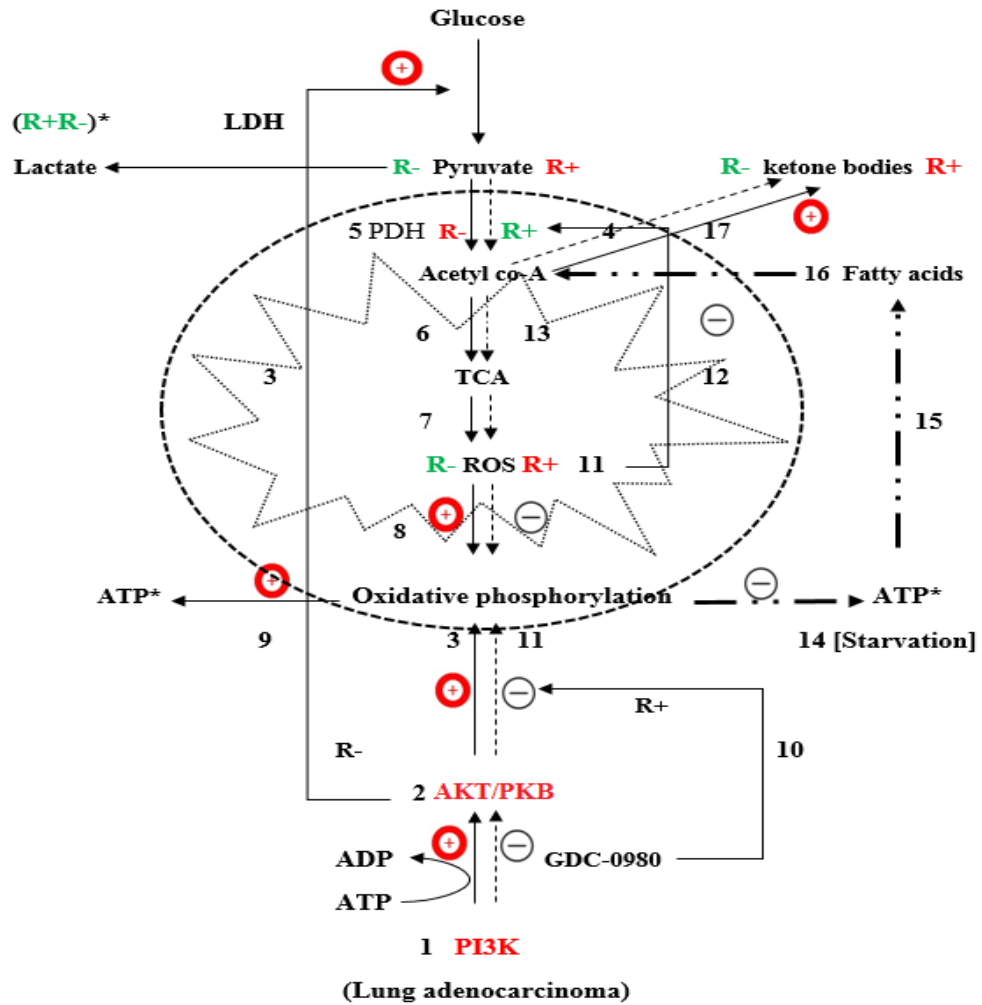 Glucose
+
(R+R-)* LDH
Lactate R- Pyruvate R+ R- ketone bodies R+
+
5 PDH R- R+ 4 17
Acetyl co-A 16 Fatty acids
6 13 −
3 TCA 12
7 15
R- ROS R+ 11
+ −
8
+ −
ATP* Oxidative phosphorylation ATP*
9 3 11 14 [Starvation]
+ −
R+
R- 10
2 AKT/PKB
+ −
ADP GDC-0980
ATP
1 PI3K
(Lung adenocarcinoma)